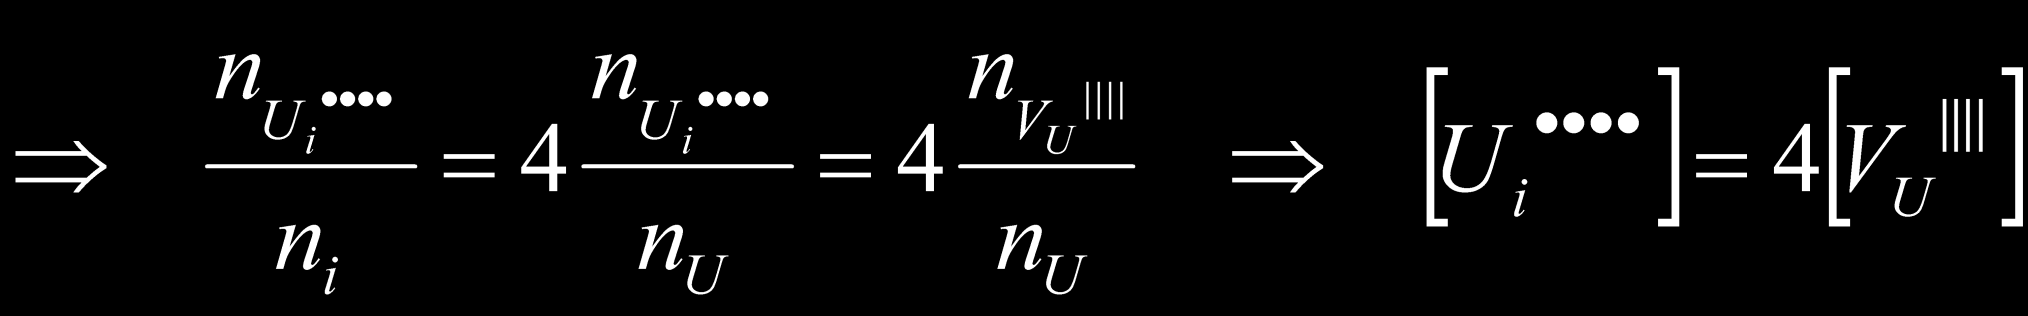 ⇒ n_{U_i^{••••}} / n_i = 4 n_{U_i^{••••}} / n_U = 4 n_{V_U^{||||}} / n_U ⇒ [U_i^{••••}] = 4[V_U^{||||}]